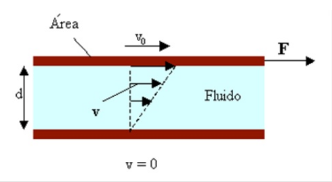 Área
v₀
F
d
v
Fluido
v = 0